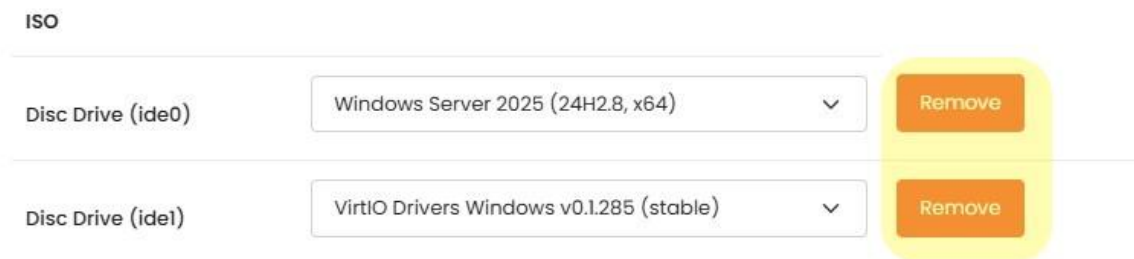 ISO
Disc Drive (ide0) Windows Server 2025 (24H2.8, x64) Remove
Disc Drive (ide1) VirtIO Drivers Windows v0.1.285 (stable) Remove